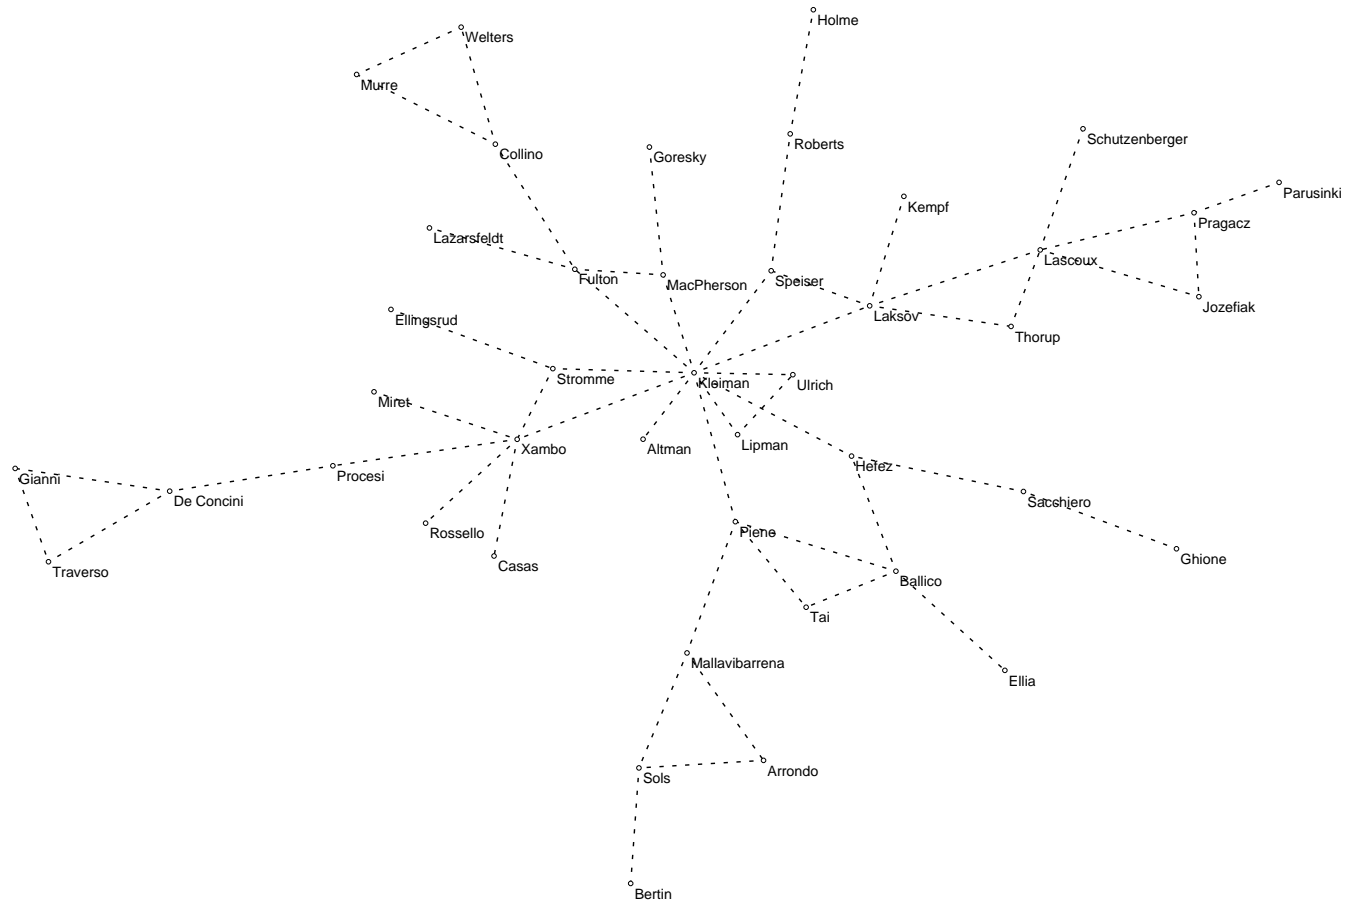 Holme
Welters
Murre
Schutzenberger
Roberts
Collino
Goresky
Parusinki
Kempf
Pragacz
Lazarsfeldt
Lascoux
Fulton
MacPherson
Speiser
Jozefiak
Laksov
Ellingsrud
Thorup
Stromme
Kleiman
Ulrich
Miret
Xambo
Altman
Lipman
Hefez
Gianni
Procesi
De Concini
Sacchiero
Rossello
Piene
Ghione
Casas
Traverso
Ballico
Tai
Mallavibarrena
Ellia
Sols
Arrondo
Bertin